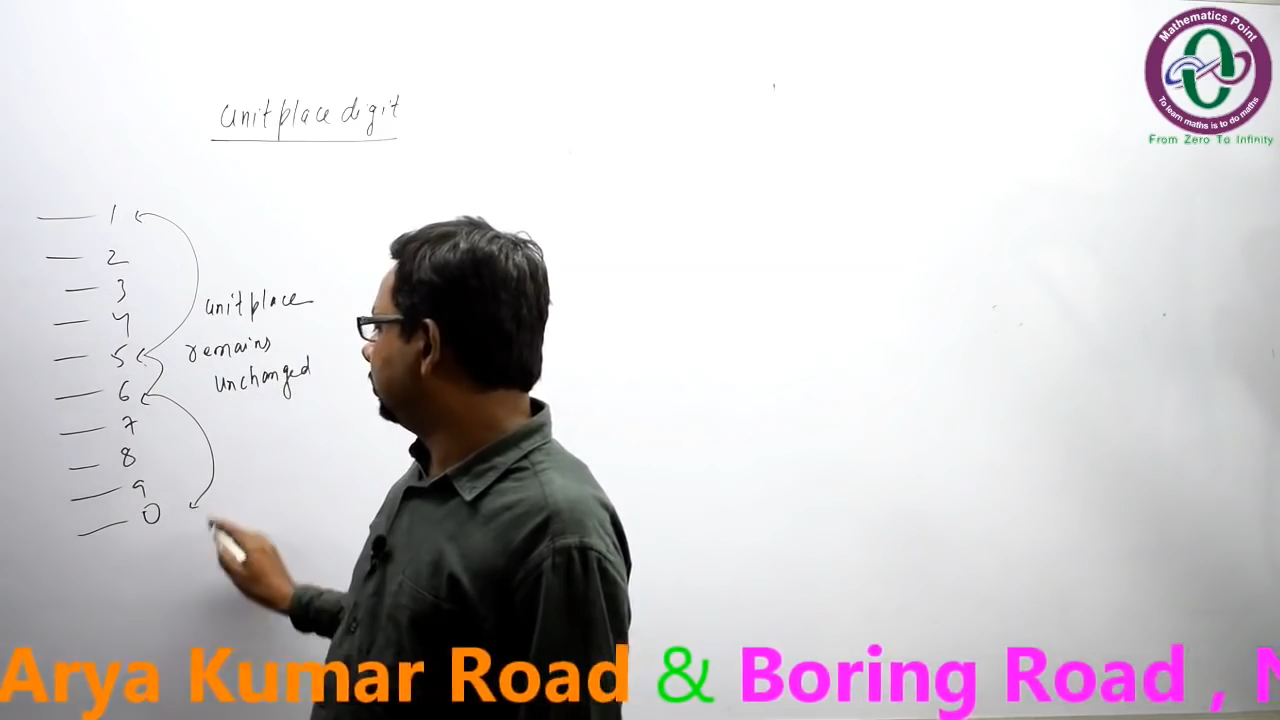 unit place digit
1
2
3
4
5
6
7
8
9
0
unit place
remains
unchanged
Mathematics Point
To learn maths is to do maths
From Zero To Infinity
Arya Kumar Road & Boring Road , N